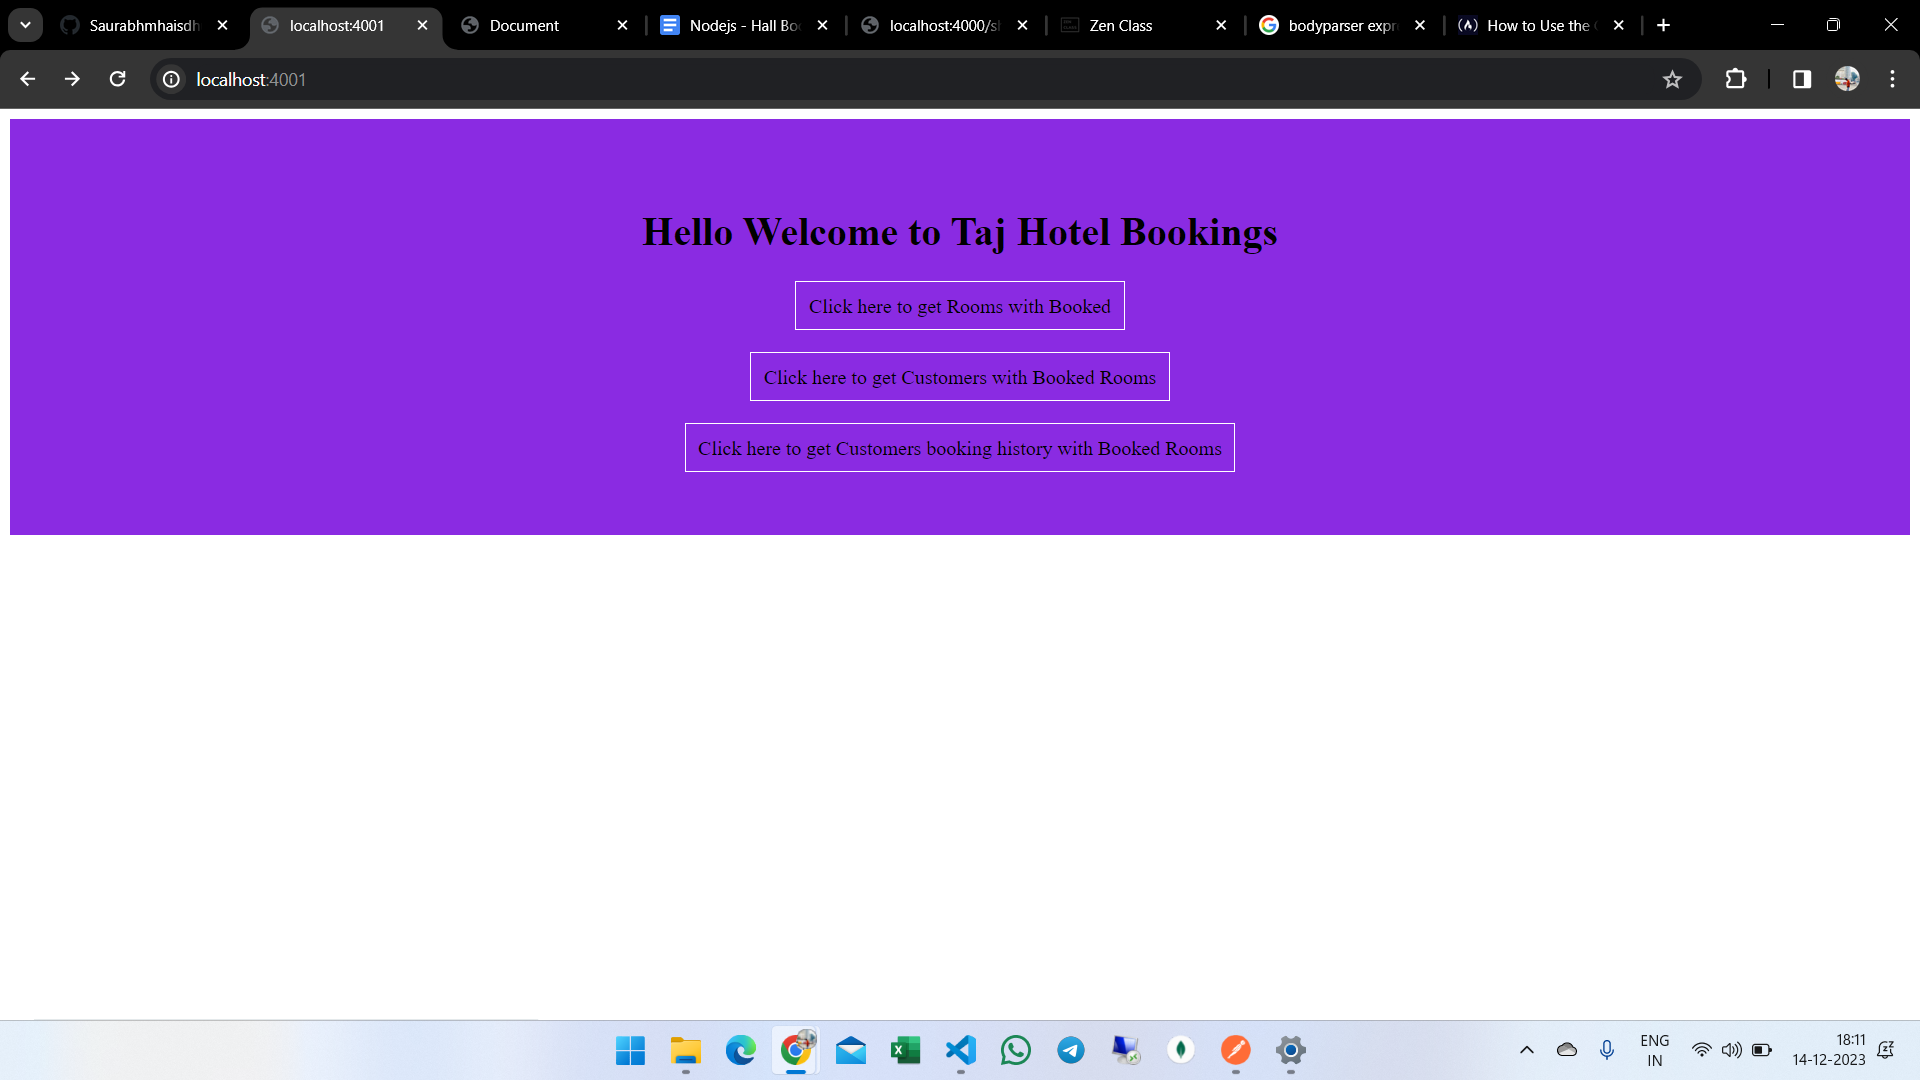 Saurabhmhaisdh
localhost:4001
Document
Nodejs - Hall Bo
localhost:4000/sh
Zen Class
bodyparser expr
How to Use the
localhost:4001
Hello Welcome to Taj Hotel Bookings
Click here to get Rooms with Booked
Click here to get Customers with Booked Rooms
Click here to get Customers booking history with Booked Rooms
ENG
IN
18:11
14-12-2023